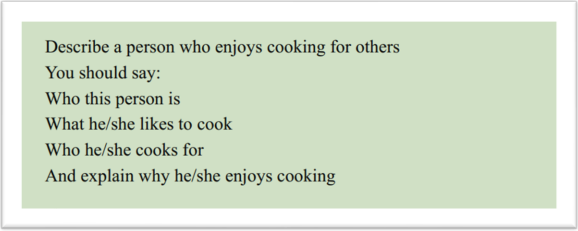 Describe a person who enjoys cooking for others
You should say:
Who this person is
What he/she likes to cook
Who he/she cooks for
And explain why he/she enjoys cooking